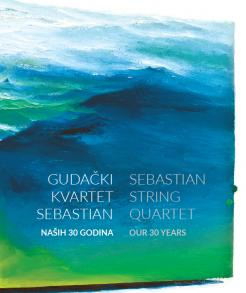 GUDAČKI
KVARTET
SEBASTIAN
NAŠIH 30 GODINA
SEBASTIAN
STRING
QUARTET
OUR 30 YEARS